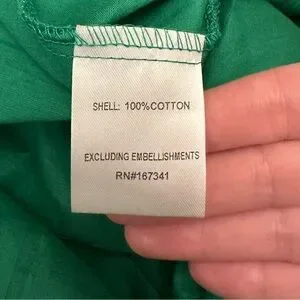 SHELL: 100%COTTON
EXCLUDING EMBELLISHMENTS
RN#167341